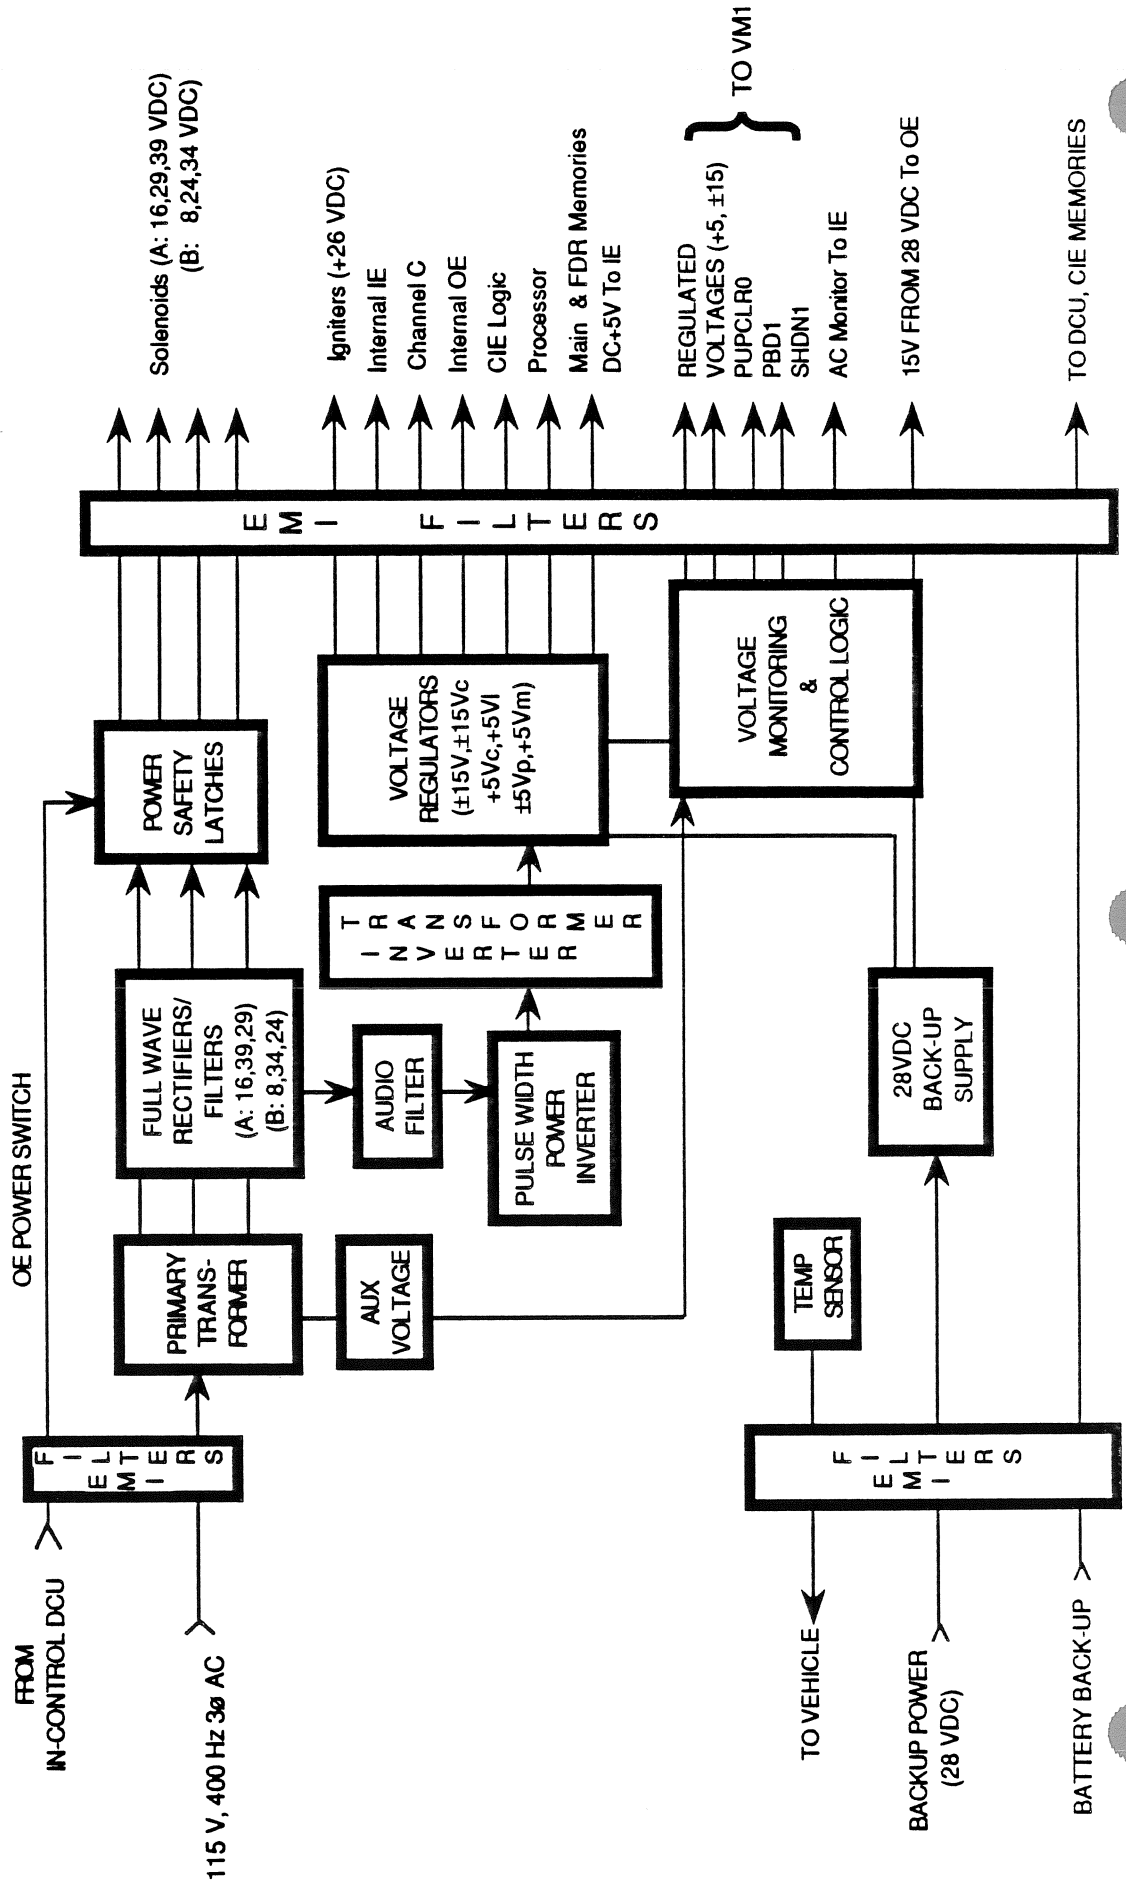 FROM
IN-CONTROL DCU
OE POWER SWITCH
115 V, 400 Hz 3ø AC
EMI
FILTERS
PRIMARY
TRANS-
FORMER
FULL WAVE
RECTIFIERS/
FILTERS
(A: 16,39,29)
(B: 8,34,24)
POWER
SAFETY
LATCHES
Solenoids (A: 16,29,39 VDC)
(B: 8,24,34 VDC)
AUX
VOLTAGE
AUDIO
FILTER
PULSE WIDTH
POWER
INVERTER
INVERTER
TRANSFORMER
VOLTAGE
REGULATORS
(±15V,±15Vc
+5Vc,+5VI
±5Vp,+5Vm)
EMI FILTERS
Igniters (+26 VDC)
Internal IE
Channel C
Internal OE
CIE Logic
Processor
Main & FDR Memories
DC+5V To IE
VOLTAGE
MONITORING
&
CONTROL LOGIC
REGULATED
VOLTAGES (+5, ±15)
PUPCLR0
PBD1
SHDN1
TO VM1
AC Monitor To IE
15V FROM 28 VDC To OE
TO DCU, CIE MEMORIES
TO VEHICLE
TEMP
SENSOR
BACKUP POWER
(28 VDC)
EMI
FILTERS
28VDC
BACK-UP
SUPPLY
BATTERY BACK-UP